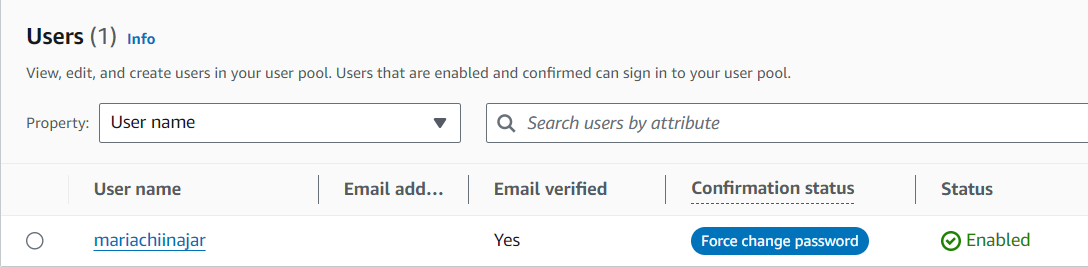 Users (1) Info
View, edit, and create users in your user pool. Users that are enabled and confirmed can sign in to your user pool.
Property: User name Search users by attribute
User name Email add... Email verified Confirmation status Status
mariachiinajar Yes Force change password Enabled